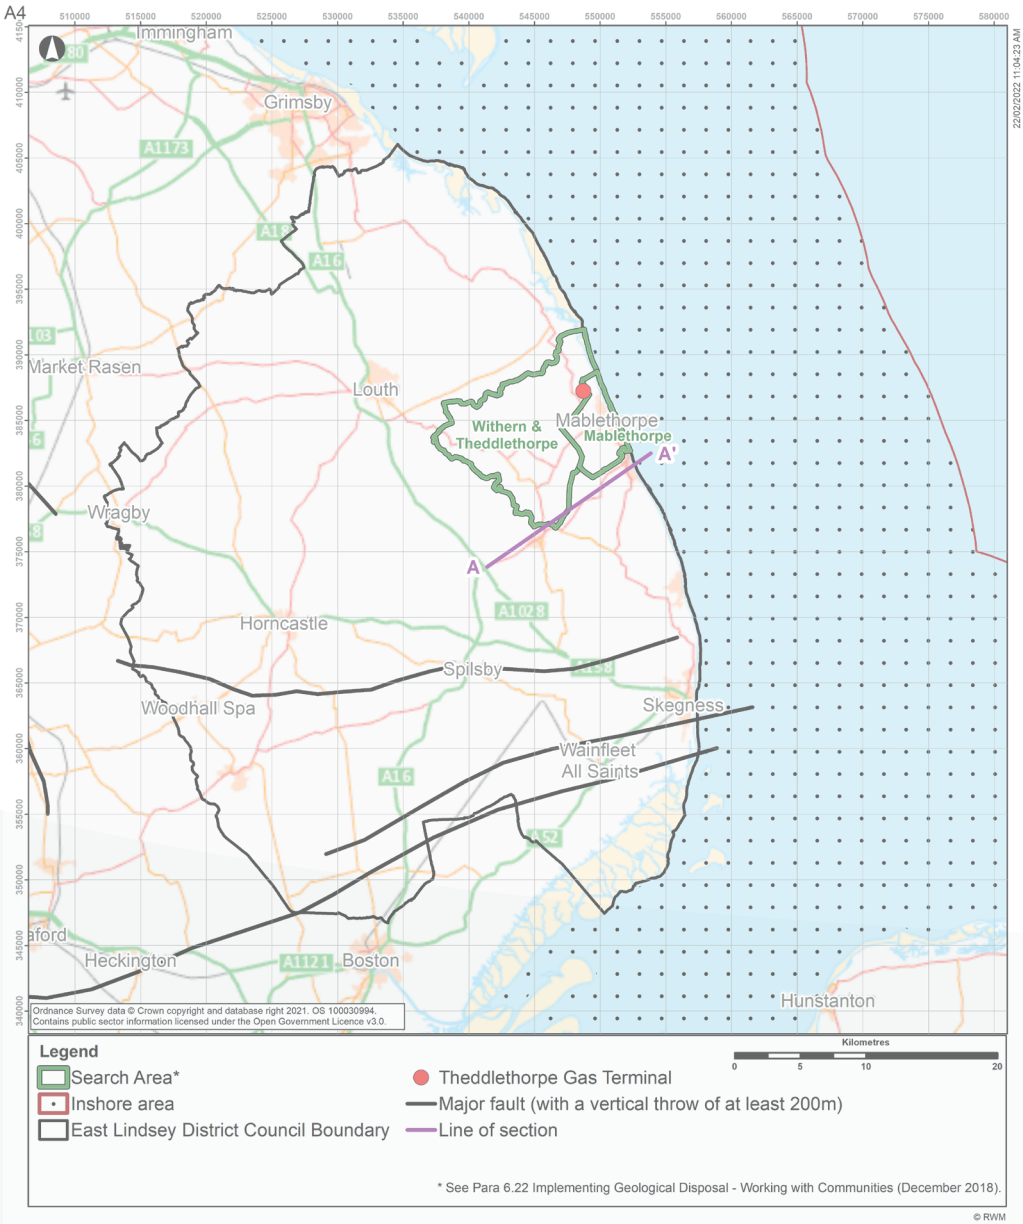 A4
510000 515000 520000 525000 530000 535000 540000 545000 550000 555000 560000 565000 570000 575000 580000
22/02/2022 11:04:23 AM
4150
410000
405000
400000
395000
390000
385000
380000
375000
370000
365000
360000
355000
350000
345000
340000
Immingham
80
Grimsby
A1173
A18
A16
103
Market Rasen
Louth
Mablethorpe
Withern &
Theddlethorpe
Mablethorpe
-6
A'
Wragby
8
A
A1028
Horncastle
Spilsby
A158
Woodhall Spa
Skegness
Wainfleet
All Saints
A16
A52
aford
Heckington
A1121
Boston
Hunstanton
Ordnance Survey data © Crown copyright and database right 2021. OS 100030994.
Contains public sector information licensed under the Open Government Licence v3.0.
Legend
Search Area*
Inshore area
East Lindsey District Council Boundary
Theddlethorpe Gas Terminal
Major fault (with a vertical throw of at least 200m)
Line of section
Kilometres
0 5 10 20
* See Para 6.22 Implementing Geological Disposal - Working with Communities (December 2018).
© RWM